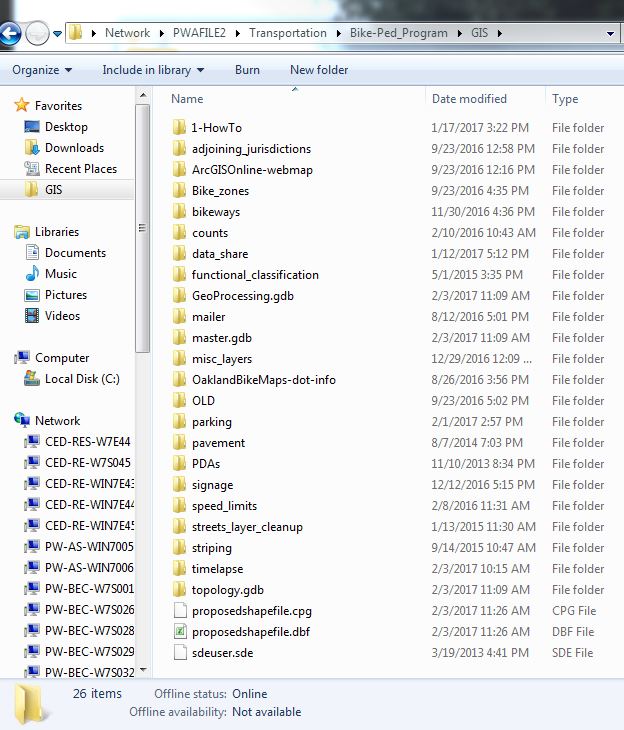 Network ▸ PWAFILE2 ▸ Transportation ▸ Bike-Ped_Program ▸ GIS ▸
Organize Include in library Burn New folder
Favorites
Desktop
Downloads
Recent Places
GIS
Libraries
Documents
Music
Pictures
Videos
Computer
Local Disk (C:)
Network
CED-RES-W7E44
CED-RE-W7S045
CED-RE-WIN7E43
CED-RE-WIN7E44
CED-RE-WIN7E45
PW-AS-WIN7005
PW-AS-WIN7006
PW-BEC-W7S001
PW-BEC-W7S026
PW-BEC-W7S028
PW-BEC-W7S029
PW-BEC-W7S032
Name Date modified Type
1-HowTo 1/17/2017 3:22 PM File folder
adjoining_jurisdictions 9/23/2016 12:58 PM File folder
ArcGISOnline-webmap 9/23/2016 12:16 PM File folder
Bike_zones 9/23/2016 4:35 PM File folder
bikeways 11/30/2016 4:36 PM File folder
counts 2/10/2016 10:43 AM File folder
data_share 1/12/2017 5:12 PM File folder
functional_classification 5/1/2015 3:35 PM File folder
GeoProcessing.gdb 2/3/2017 11:09 AM File folder
mailer 8/12/2016 5:01 PM File folder
master.gdb 2/3/2017 11:09 AM File folder
misc_layers 12/29/2016 12:09 ... File folder
OaklandBikeMaps-dot-info 8/26/2016 3:56 PM File folder
OLD 9/23/2016 5:02 PM File folder
parking 2/1/2017 2:57 PM File folder
pavement 8/7/2014 7:03 PM File folder
PDAs 11/10/2013 8:34 PM File folder
signage 12/12/2016 5:15 PM File folder
speed_limits 2/8/2016 11:31 AM File folder
streets_layer_cleanup 1/13/2015 11:30 AM File folder
striping 9/14/2015 10:47 AM File folder
timelapse 2/3/2017 10:15 AM File folder
topology.gdb 2/3/2017 11:09 AM File folder
proposedshapefile.cpg 2/3/2017 11:26 AM CPG File
proposedshapefile.dbf 2/3/2017 11:26 AM DBF File
sdeuser.sde 3/19/2013 4:41 PM SDE File
26 items Offline status: Online
Offline availability: Not available